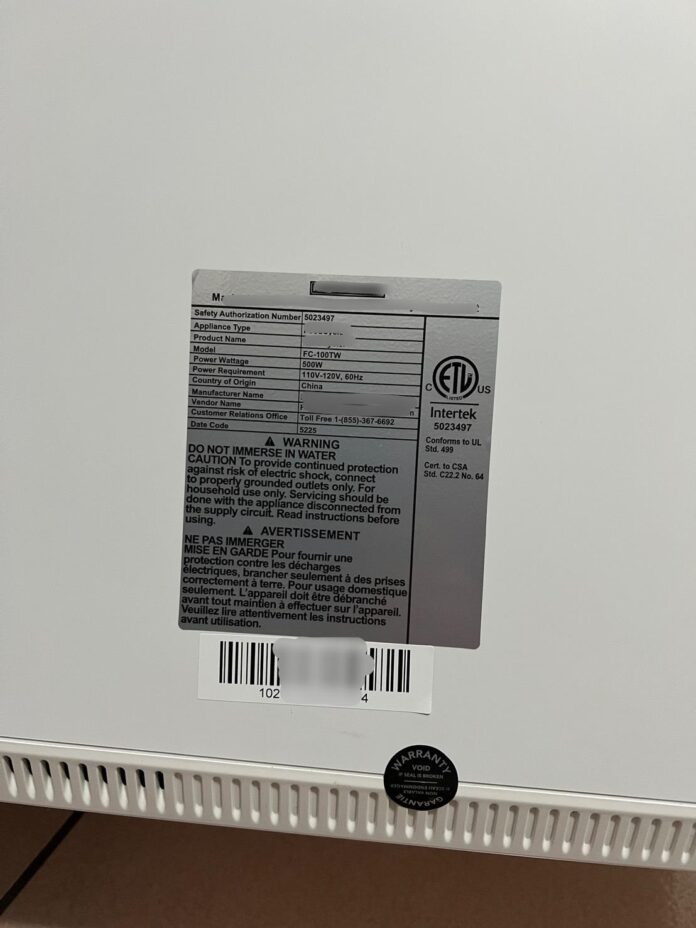 Safety Authorization Number 5023497
Appliance Type
Product Name
Model FC-100TW
Power Wattage 500W
Power Requirement 110V-120V, 60Hz
Country of Origin China
Manufacturer Name
Vendor Name
Customer Relations Office Toll Free 1-(855)-367-6692
Date Code 5225
WARNING
DO NOT IMMERSE IN WATER
CAUTION To provide continued protection
against risk of electric shock, connect
to properly grounded outlets only. For
household use only. Servicing should be
done with the appliance disconnected from
the supply circuit. Read instructions before
using.
AVERTISSEMENT
NE PAS IMMERGER
MISE EN GARDE Pour fournir une
protection contre les décharges
électriques, brancher seulement à des prises
correctement à terre. Pour usage domestique
seulement. L'appareil doit être débranché
avant tout maintien à effectuer sur l'appareil.
Veuillez lire attentivement les instructions
avant utilisation.
C ETL US
LISTED
Intertek
5023497
Conforms to UL
Std. 499
Cert. to CSA
Std. C22.2 No. 64
102 4
WARRANTY
VOID
IF SEAL IS BROKEN
NON VALABLE
GARANTIE